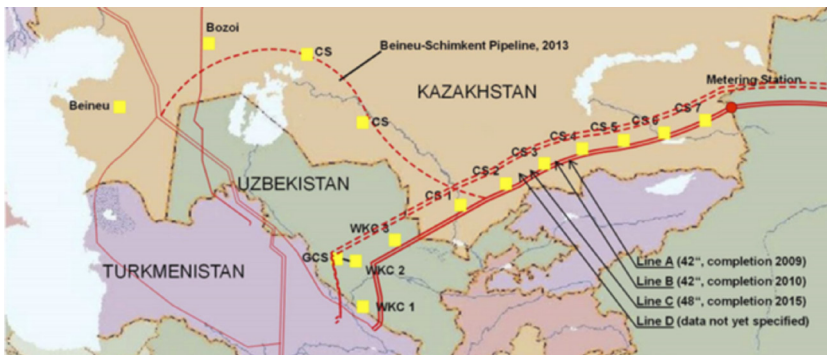 Bozoi
CS
Beineu-Schimkent Pipeline, 2013
KAZAKHSTAN
Metering Station
Beineu
CS 7
CS
CS 6
CS 5
CS 4
CS 3
CS 2
UZBEKISTAN
CS 1
WKC 3
GCS
WKC 2
TURKMENISTAN
WKC 1
Line A (42“, completion 2009)
Line B (42“, completion 2010)
Line C (48“, completion 2015)
Line D (data not yet specified)